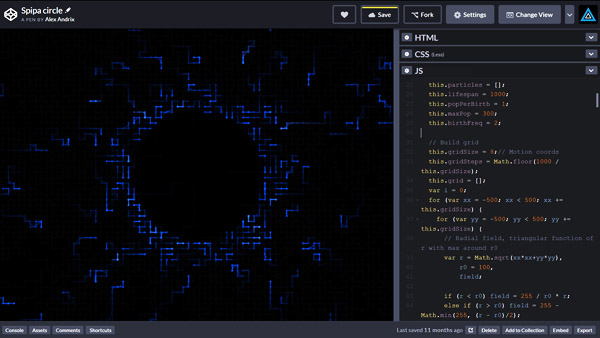 Spipa circle
A PEN BY Alex Andrix
Save
Fork
Settings
Change View
HTML
CSS (Less)
JS
this.particles = [];
this.lifespan = 1000;
this.popPerBirth = 1;
this.maxPop = 300;
this.birthFreq = 2;
// Build grid
this.gridSize = 8;// Motion coords
this.gridSteps = Math.floor(1000 /
this.gridSize);
this.grid = [];
var i = 0;
for (var xx = -500; xx < 500; xx +=
this.gridSize) {
for (var yy = -500; yy < 500; yy +=
this.gridSize) {
// Radial field, triangular function of
r with max around r0
var r = Math.sqrt(xx*xx+yy*yy),
r0 = 100,
field;
if (r < r0) field = 255 / r0 * r;
else if (r > r0) field = 255 -
Math.min(255, (r - r0)/2);
Console
Assets
Comments
Shortcuts
Last saved 11 months ago
Delete
Add to Collection
Embed
Export